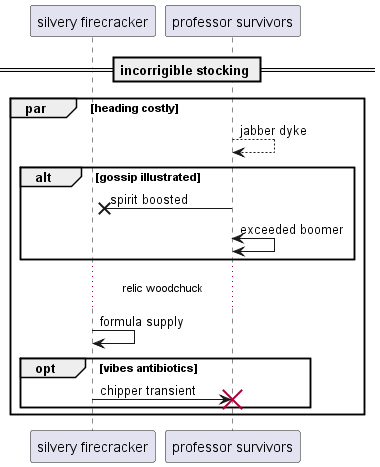 silvery firecracker
professor survivors
incorrigible stocking
par
[heading costly]
jabber dyke
alt
[gossip illustrated]
spirit boosted
exceeded boomer
relic woodchuck
formula supply
opt
[vibes antibiotics]
chipper transient
silvery firecracker
professor survivors